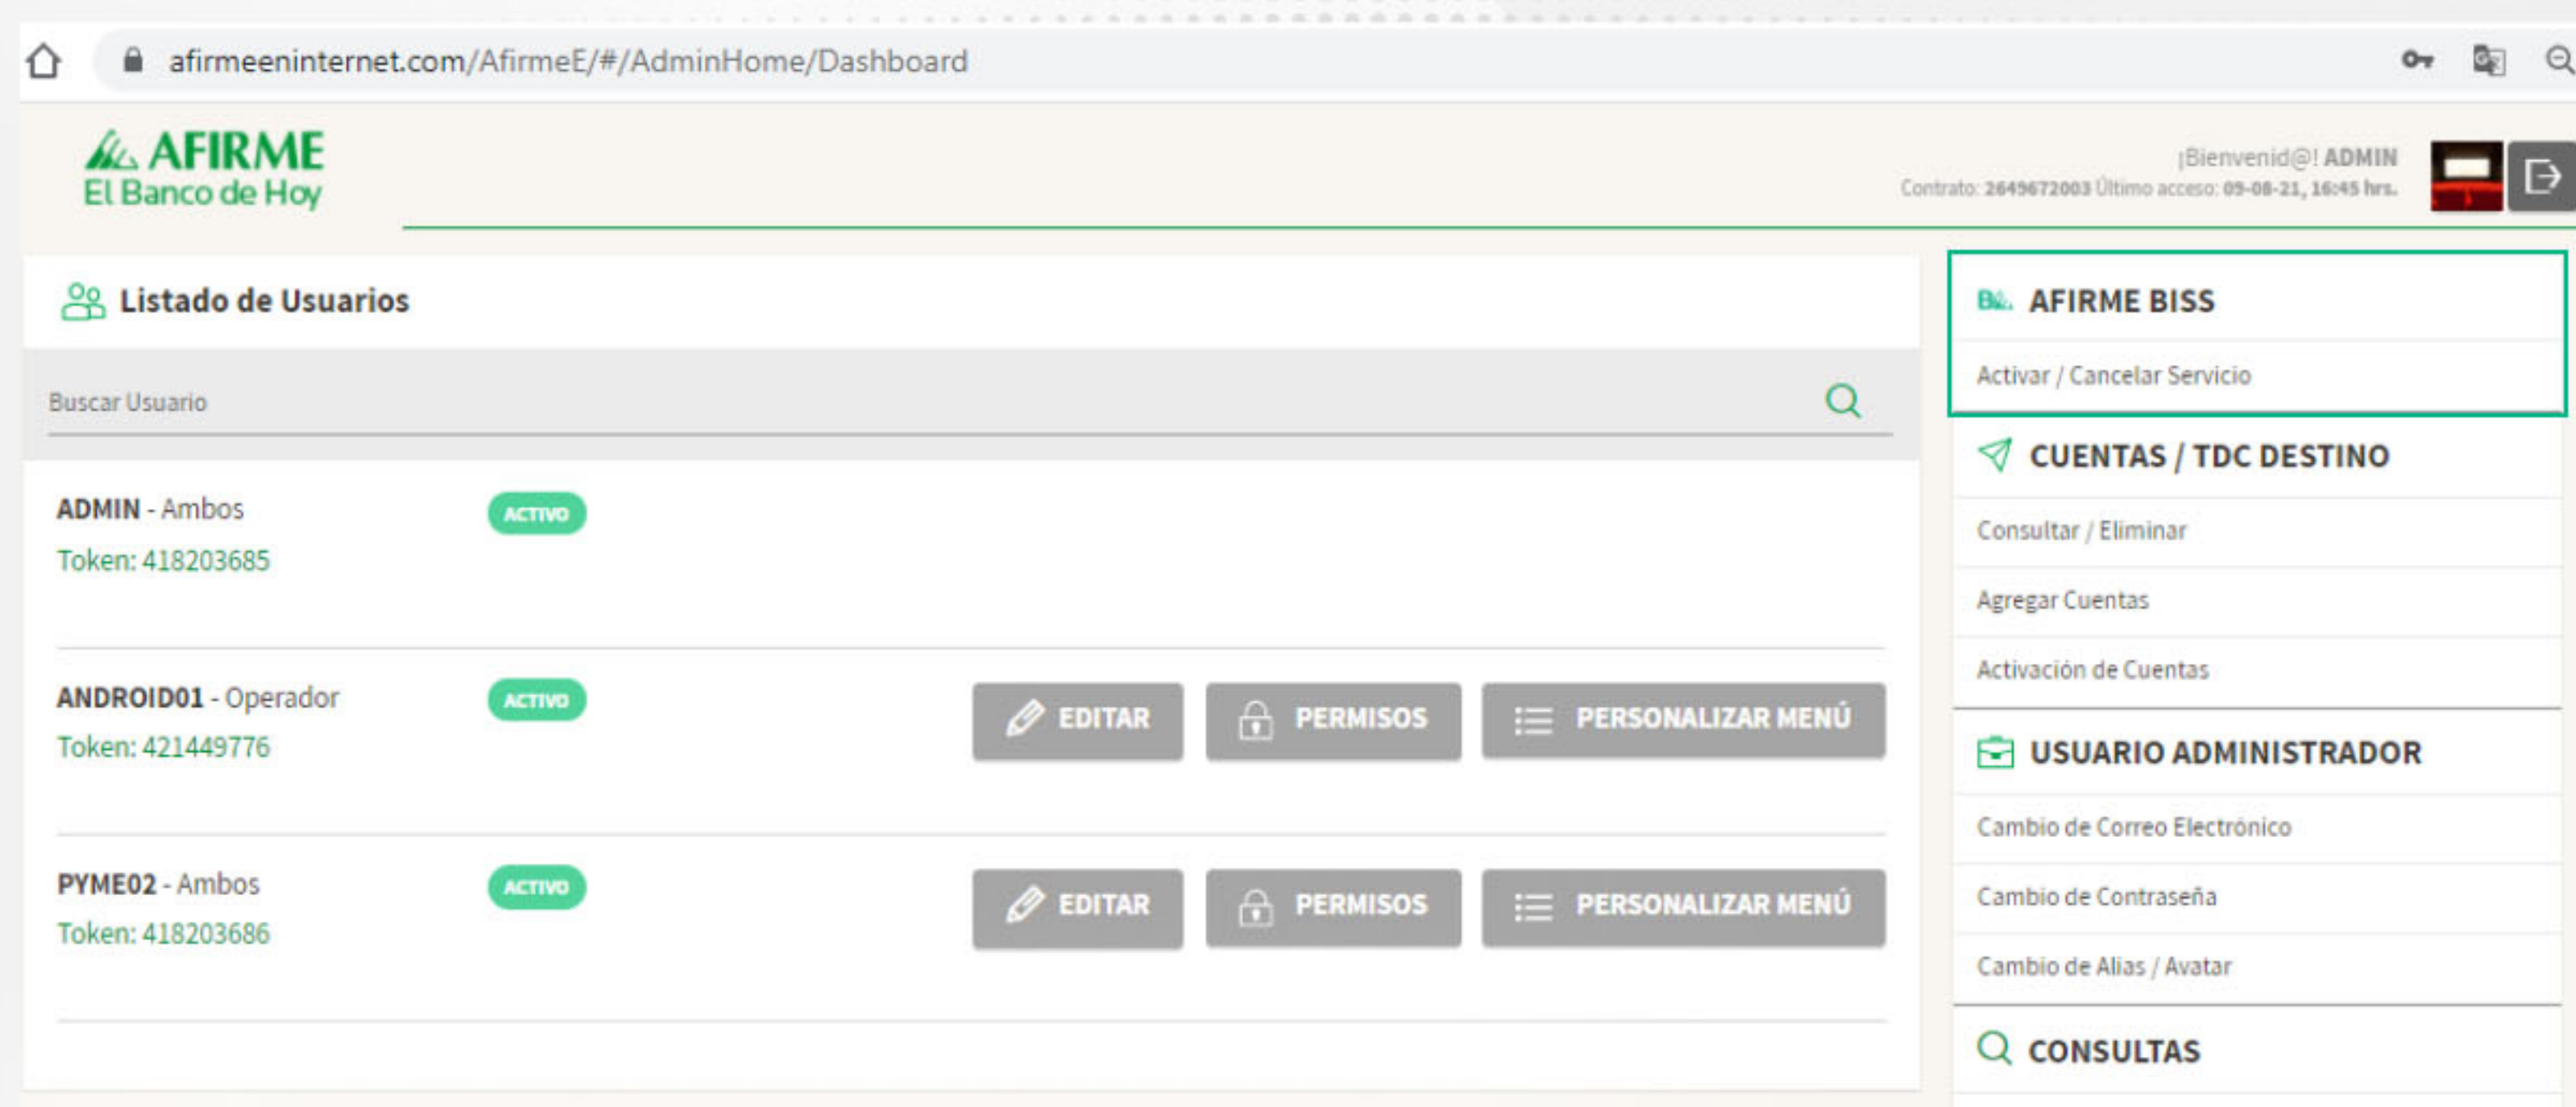 afirmeeninternet.com/AfirmeE/#/AdminHome/Dashboard
AFIRME
El Banco de Hoy
¡Bienvenid@! ADMIN
Contrato: 2649672003 Último acceso: 09-08-21, 16:45 hrs.
Listado de Usuarios
Buscar Usuario
ADMIN - Ambos
ACTIVO
Token: 418203685
ANDROID01 - Operador
ACTIVO
EDITAR
PERMISOS
PERSONALIZAR MENÚ
Token: 421449776
PYME02 - Ambos
ACTIVO
EDITAR
PERMISOS
PERSONALIZAR MENÚ
Token: 418203686
AFIRME BISS
Activar / Cancelar Servicio
CUENTAS / TDC DESTINO
Consultar / Eliminar
Agregar Cuentas
Activación de Cuentas
USUARIO ADMINISTRADOR
Cambio de Correo Electrónico
Cambio de Contraseña
Cambio de Alias / Avatar
CONSULTAS